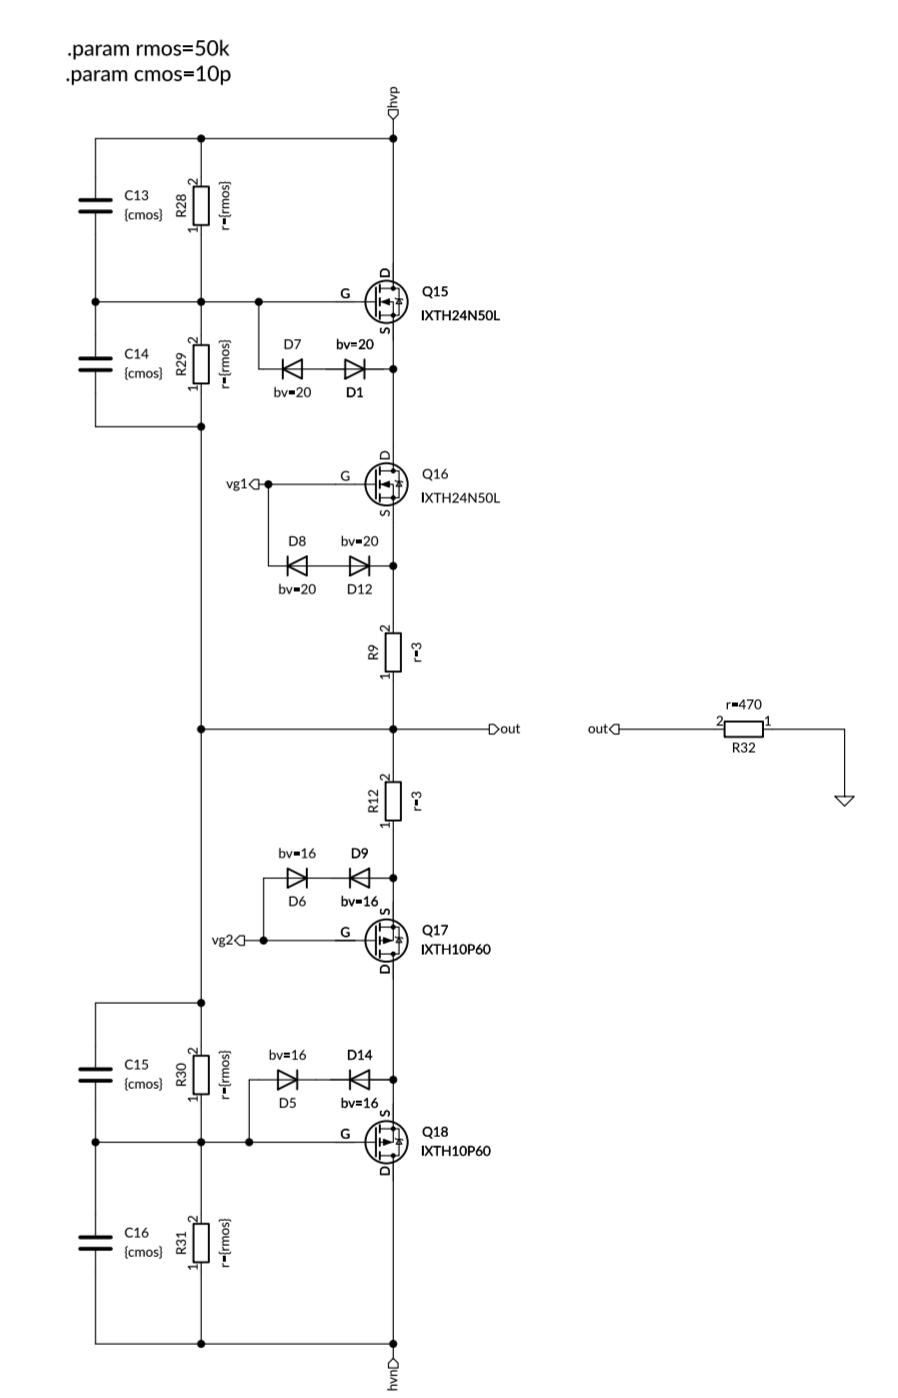 .param rmos=50k
.param cmos=10p
hvp
C13
{cmos}
R28
2
1
r={rmos}
D
G
S
Q15
IXTH24N50L
C14
{cmos}
R29
2
1
r={rmos}
D7
bv=20
bv=20
D1
vg1
D
G
S
Q16
IXTH24N50L
D8
bv=20
bv=20
D12
R9
2
1
r=3
out
out
r=470
2
1
R32
R12
2
1
r=3
bv=16
D9
D6
bv=16
vg2
S
G
D
Q17
IXTH10P60
C15
{cmos}
R30
2
1
r={rmos}
bv=16
D14
D5
bv=16
S
G
D
Q18
IXTH10P60
C16
{cmos}
R31
2
1
r={rmos}
hvn